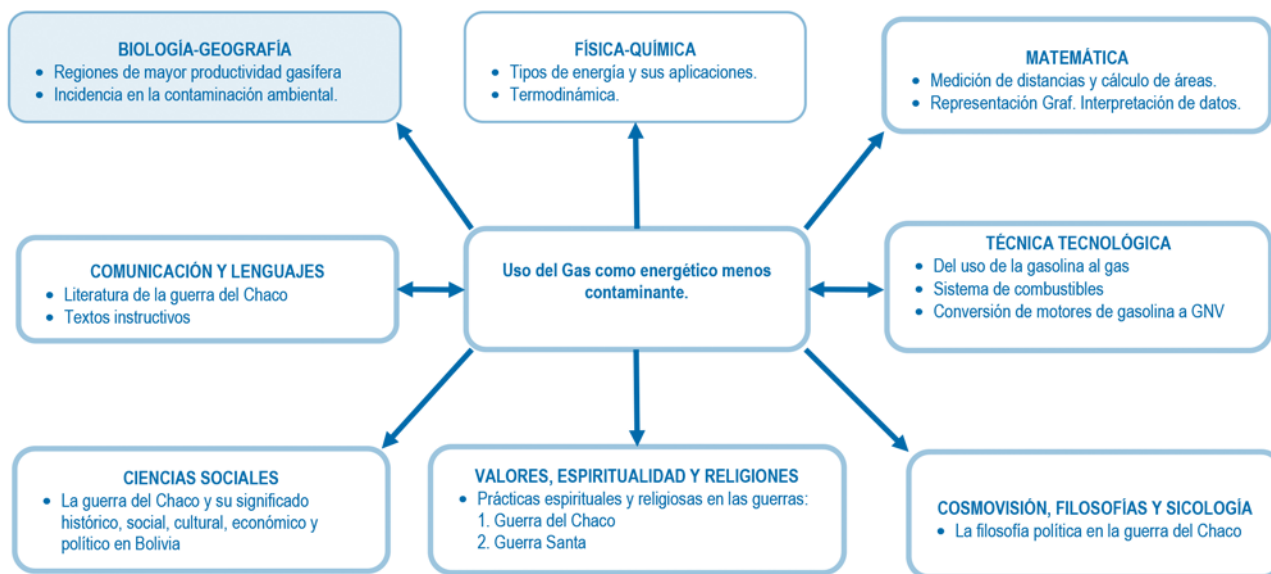 BIOLOGÍA-GEOGRAFÍA
• Regiones de mayor productividad gasífera
• Incidencia en la contaminación ambiental.
FÍSICA-QUÍMICA
• Tipos de energía y sus aplicaciones.
• Termodinámica.
MATEMÁTICA
• Medición de distancias y cálculo de áreas.
• Representación Graf. Interpretación de datos.
COMUNICACIÓN Y LENGUAJES
• Literatura de la guerra del Chaco
• Textos instructivos
Uso del Gas como energético menos
contaminante.
TÉCNICA TECNOLÓGICA
• Del uso de la gasolina al gas
• Sistema de combustibles
• Conversión de motores de gasolina a GNV
CIENCIAS SOCIALES
• La guerra del Chaco y su significado
histórico, social, cultural, económico y
político en Bolivia
VALORES, ESPIRITUALIDAD Y RELIGIONES
• Prácticas espirituales y religiosas en las guerras:
1. Guerra del Chaco
2. Guerra Santa
COSMOVISIÓN, FILOSOFÍAS Y SICOLOGÍA
• La filosofía política en la guerra del Chaco